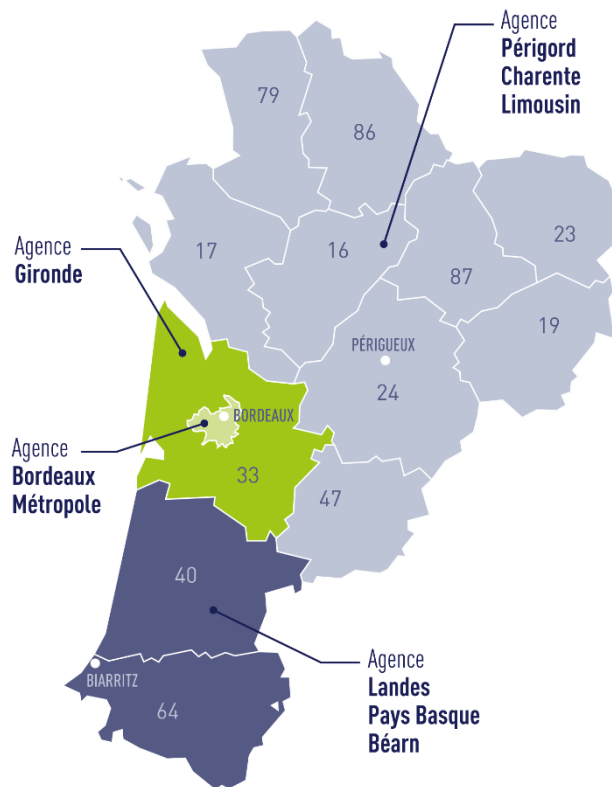 Agence
Périgord
Charente
Limousin
79
86
17
16
87
23
19
Agence
Gironde
PÉRIGUEUX
24
BORDEAUX
Agence
Bordeaux
Métropole
33
47
40
BIARRITZ
64
Agence
Landes
Pays Basque
Béarn